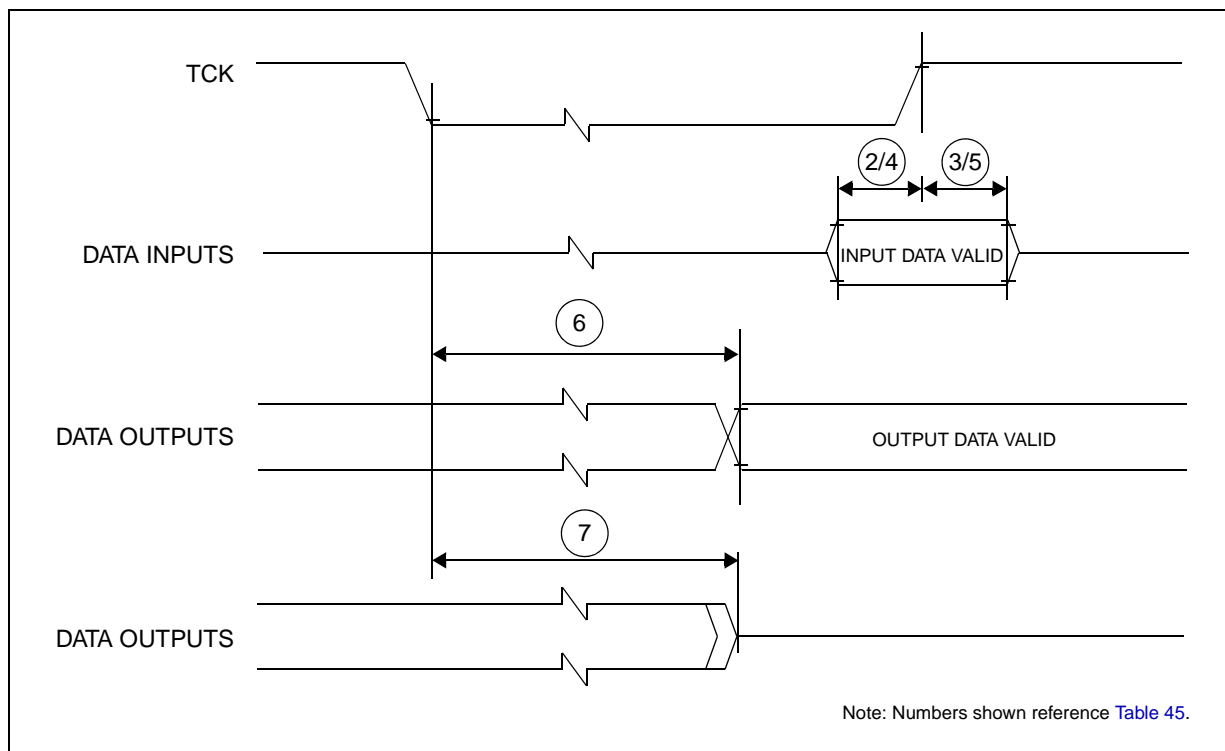 TCK
2/4
3/5
DATA INPUTS
INPUT DATA VALID
6
DATA OUTPUTS
OUTPUT DATA VALID
7
DATA OUTPUTS
Note: Numbers shown reference Table 45.